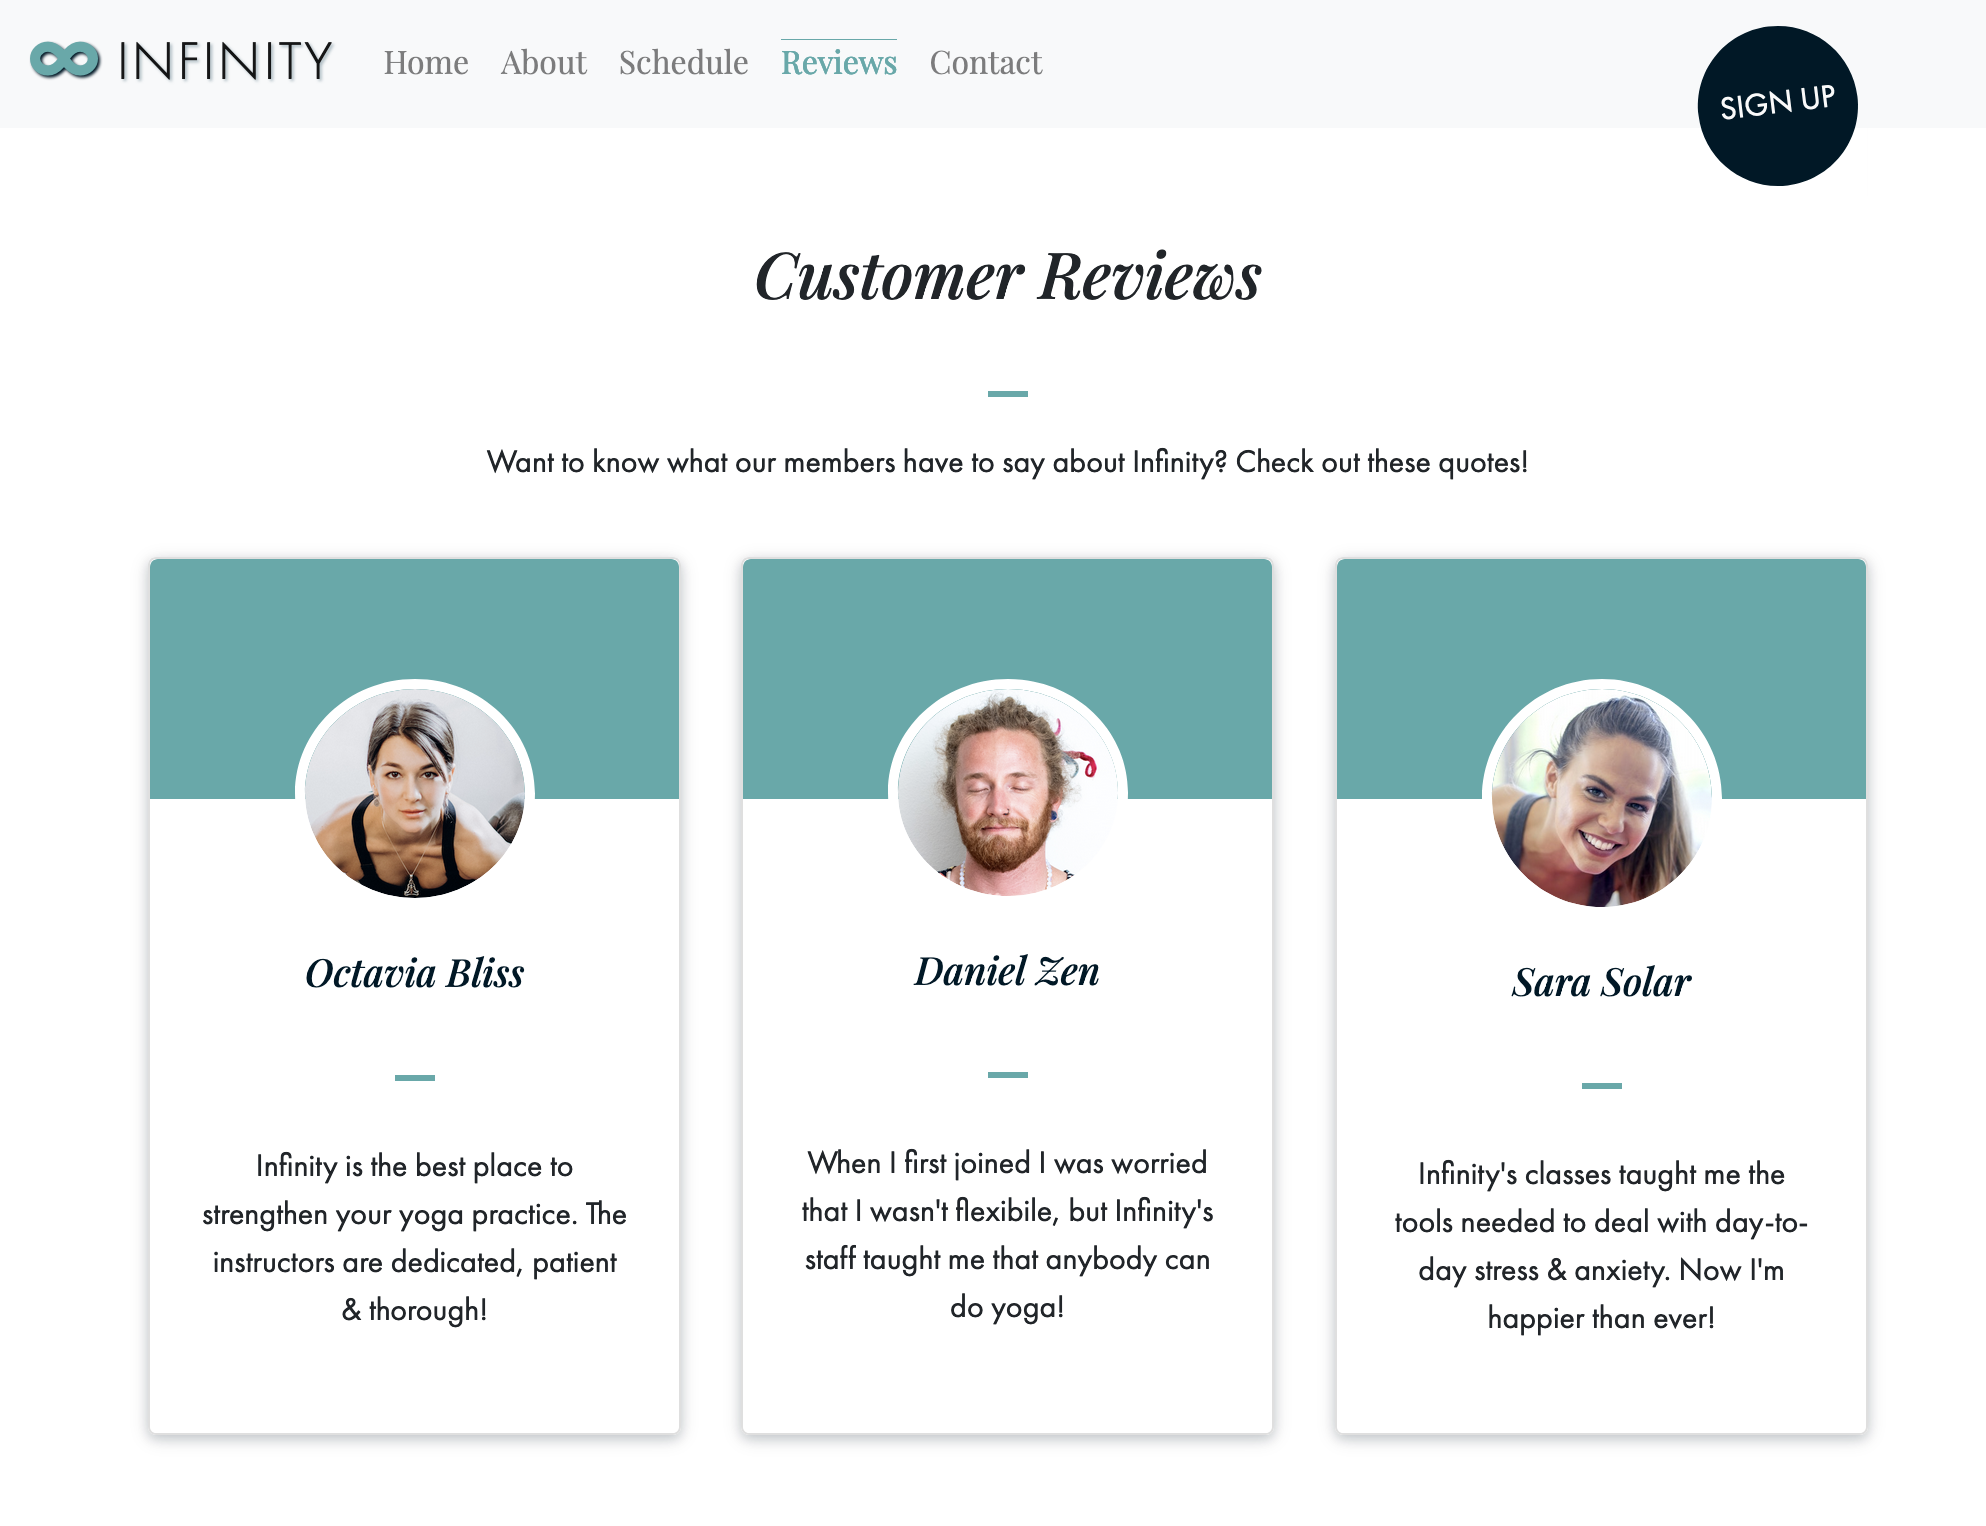 INFINITY
Home About Schedule Reviews Contact
SIGN UP
Customer Reviews
Want to know what our members have to say about Infinity? Check out these quotes!
Octavia Bliss
Infinity is the best place to
strengthen your yoga practice. The
instructors are dedicated, patient
& thorough!
Daniel Zen
When I first joined I was worried
that I wasn't flexibile, but Infinity's
staff taught me that anybody can
do yoga!
Sara Solar
Infinity's classes taught me the
tools needed to deal with day-to-
day stress & anxiety. Now I'm
happier than ever!